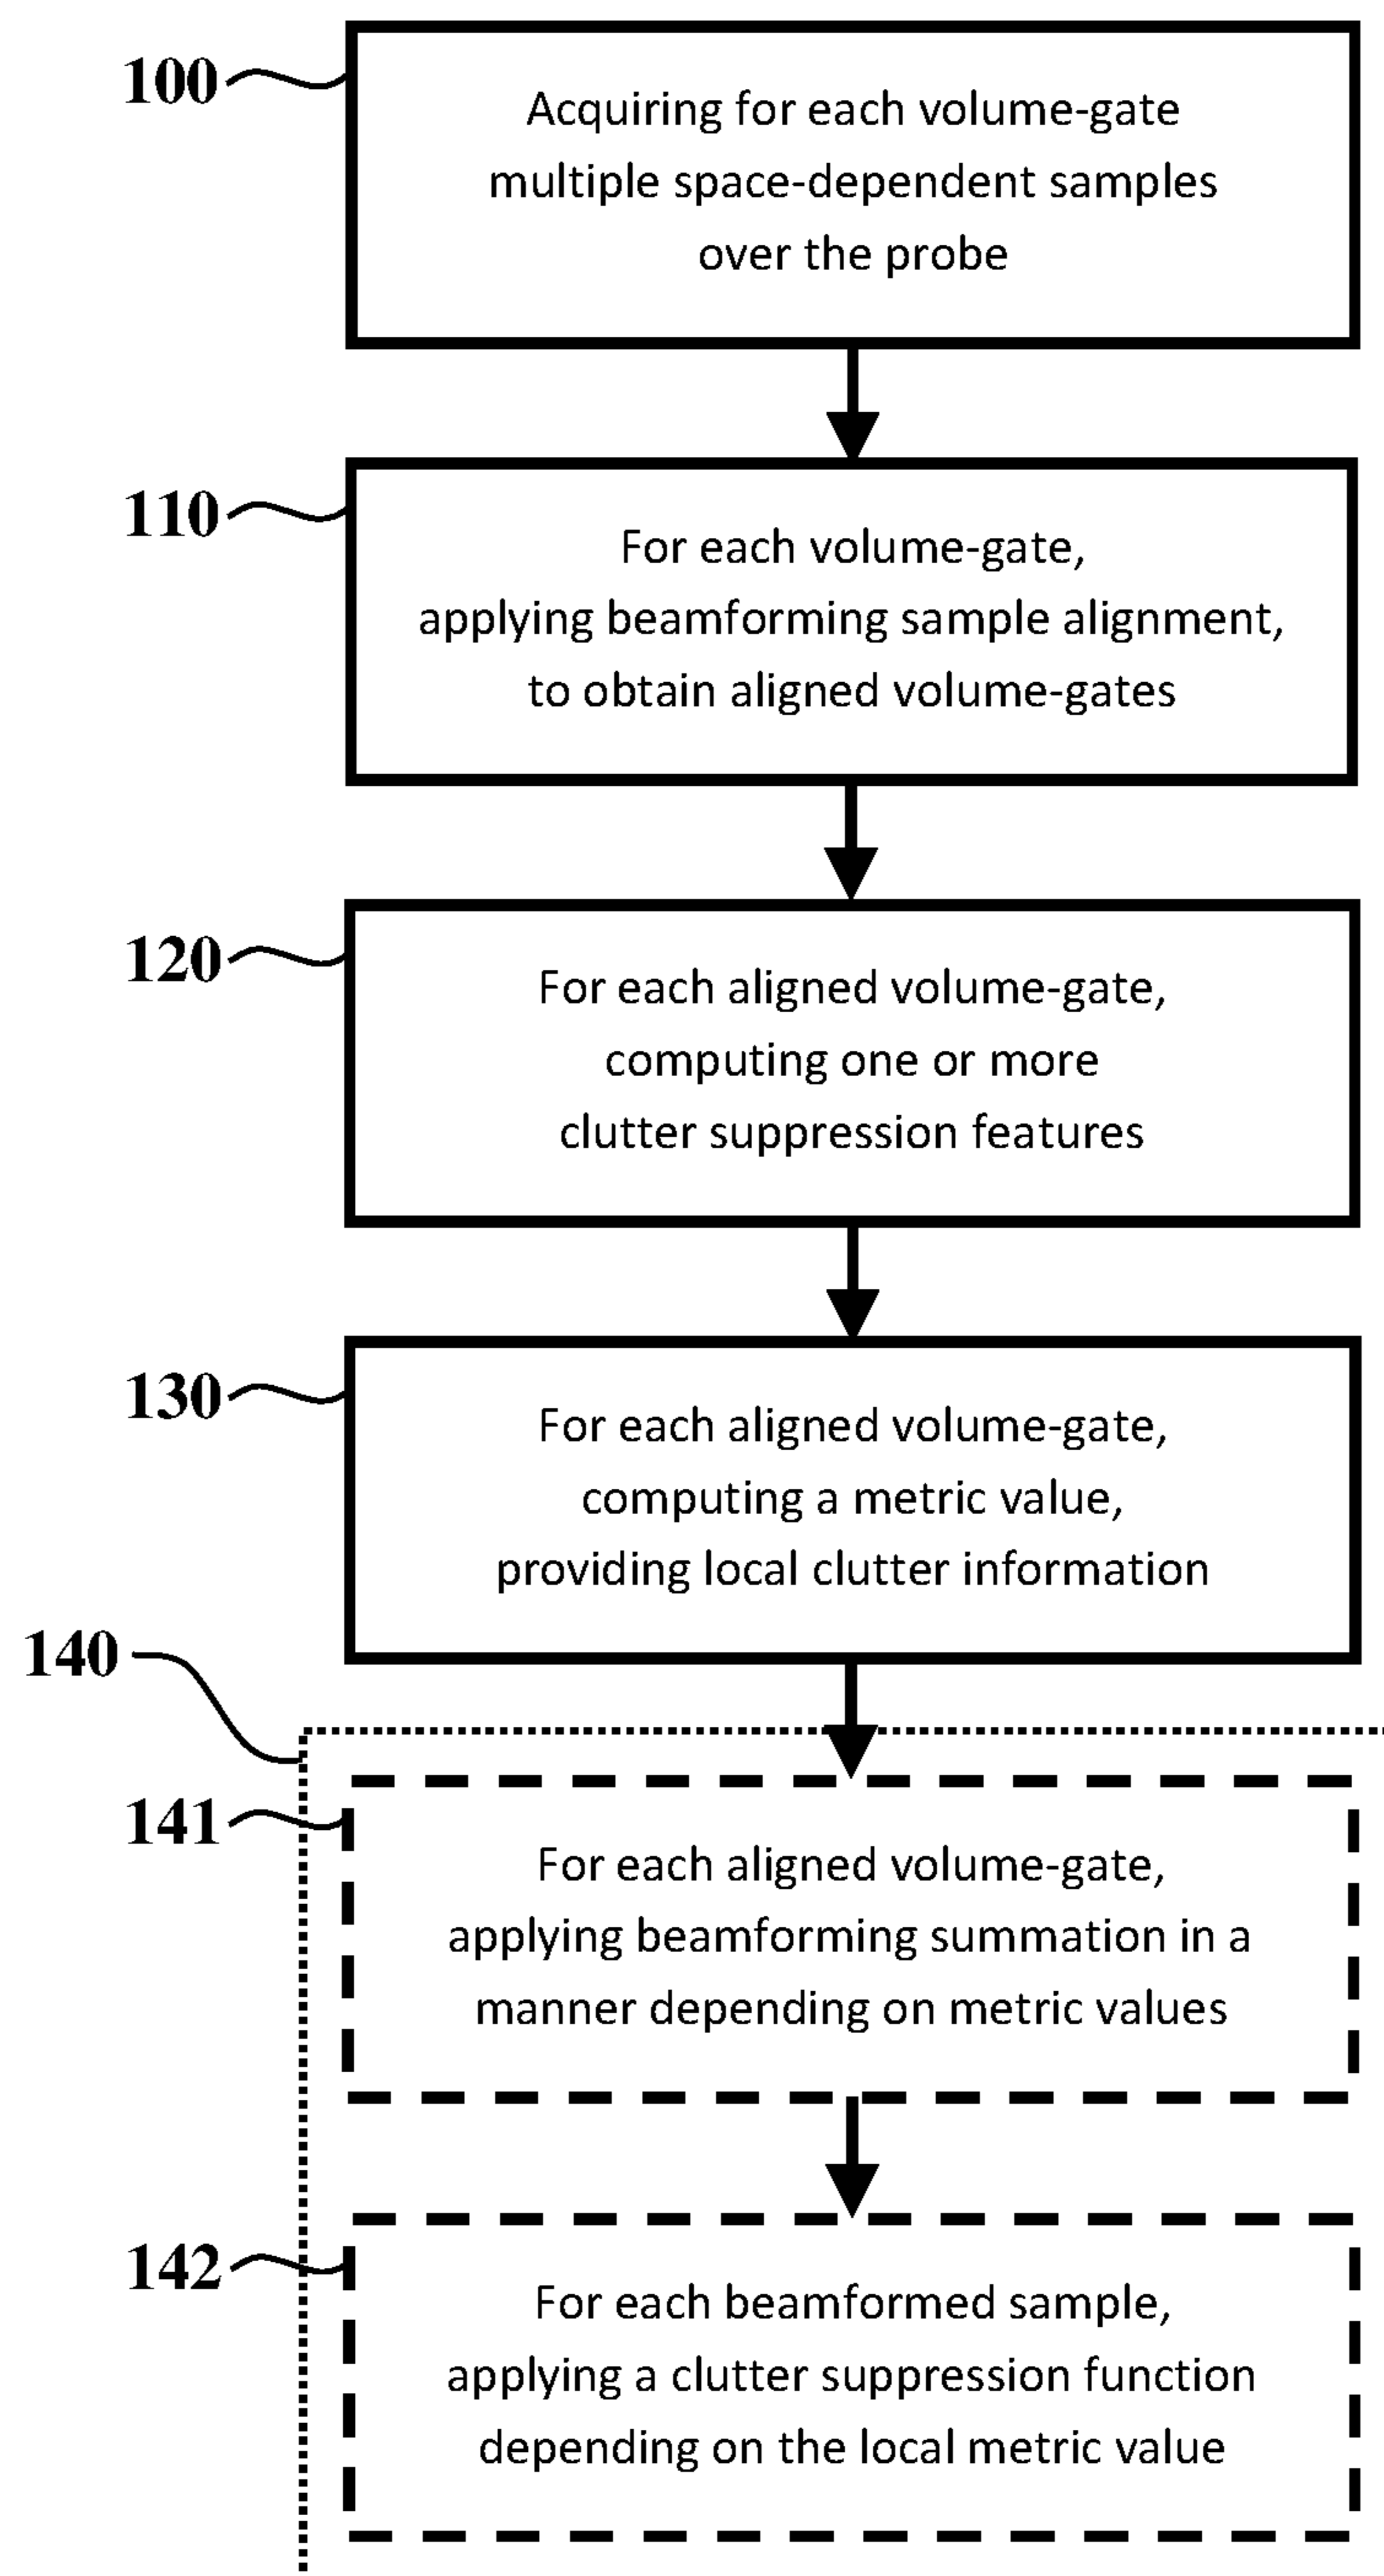 100
Acquiring for each volume-gate
multiple space-dependent samples
over the probe
110
For each volume-gate,
applying beamforming sample alignment,
to obtain aligned volume-gates
120
For each aligned volume-gate,
computing one or more
clutter suppression features
130
For each aligned volume-gate,
computing a metric value,
providing local clutter information
140
141
For each aligned volume-gate,
applying beamforming summation in a
manner depending on metric values
142
For each beamformed sample,
applying a clutter suppression function
depending on the local metric value